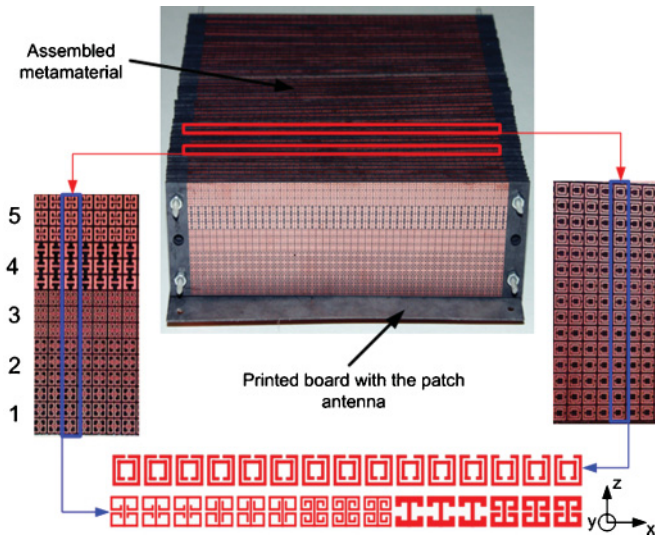 Assembled
metamaterial
5
4
3
2
1
Printed board with the patch
antenna
z
y
x